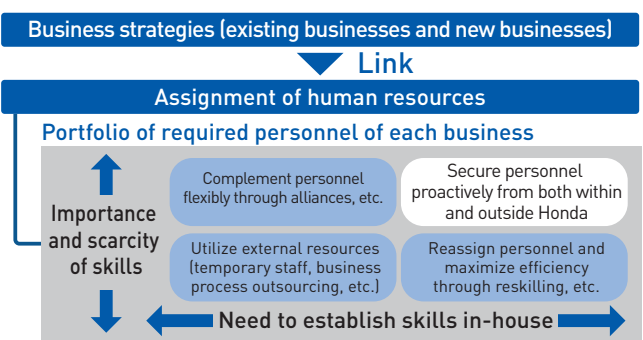 Business strategies (existing businesses and new businesses)
Link
Assignment of human resources
Portfolio of required personnel of each business
Importance
and scarcity
of skills
Complement personnel
flexibly through alliances, etc.
Secure personnel
proactively from both within
and outside Honda
Utilize external resources
(temporary staff, business
process outsourcing, etc.)
Reassign personnel and
maximize efficiency
through reskilling, etc.
Need to establish skills in-house